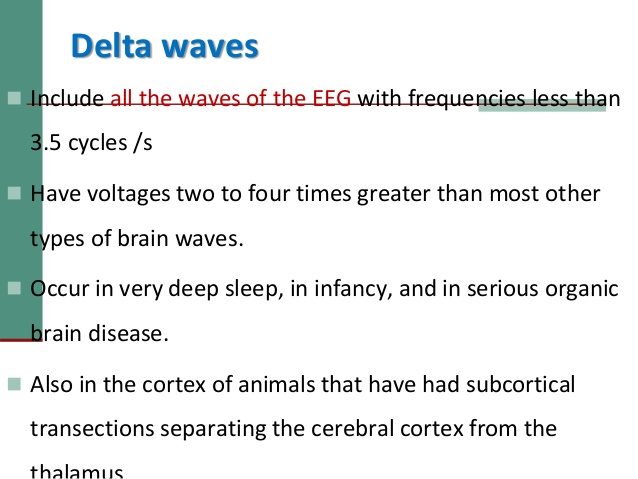 Delta waves
Include all the waves of the EEG with frequencies less than
3.5 cycles /s
Have voltages two to four times greater than most other
types of brain waves.
Occur in very deep sleep, in infancy, and in serious organic
brain disease.
Also in the cortex of animals that have had subcortical
transections separating the cerebral cortex from the
thalamus